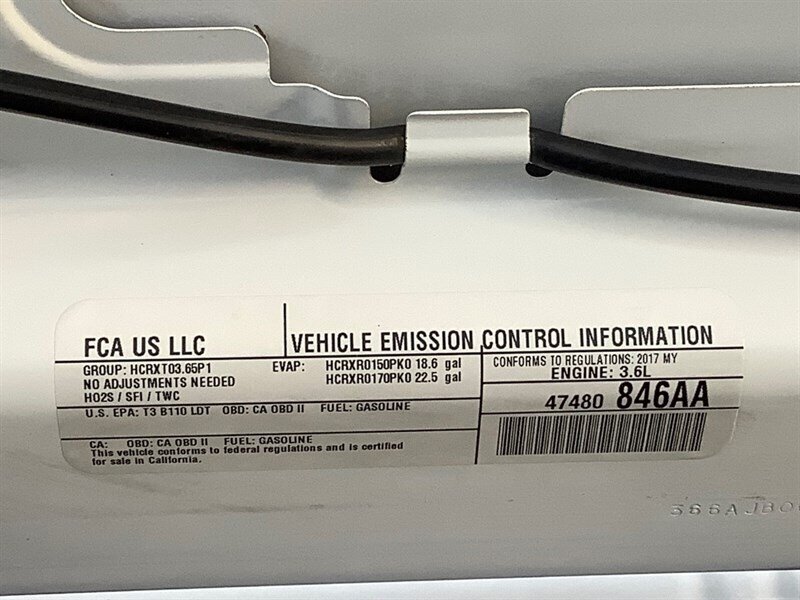 FCA US LLC
VEHICLE EMISSION CONTROL INFORMATION
GROUP: HCRXT03.65P1
NO ADJUSTMENTS NEEDED
HO2S / SFI / TWC
EVAP: HCRXR0150PK0 18.6 gal
HCRXR0170PK0 22.5 gal
CONFORMS TO REGULATIONS: 2017 MY
ENGINE: 3.6L
47480 846AA
U.S. EPA: T3 B110 LDT OBD: CA OBD II FUEL: GASOLINE
CA: OBD: CA OBD II FUEL: GASOLINE
This vehicle conforms to federal regulations and is certified
for sale in California.